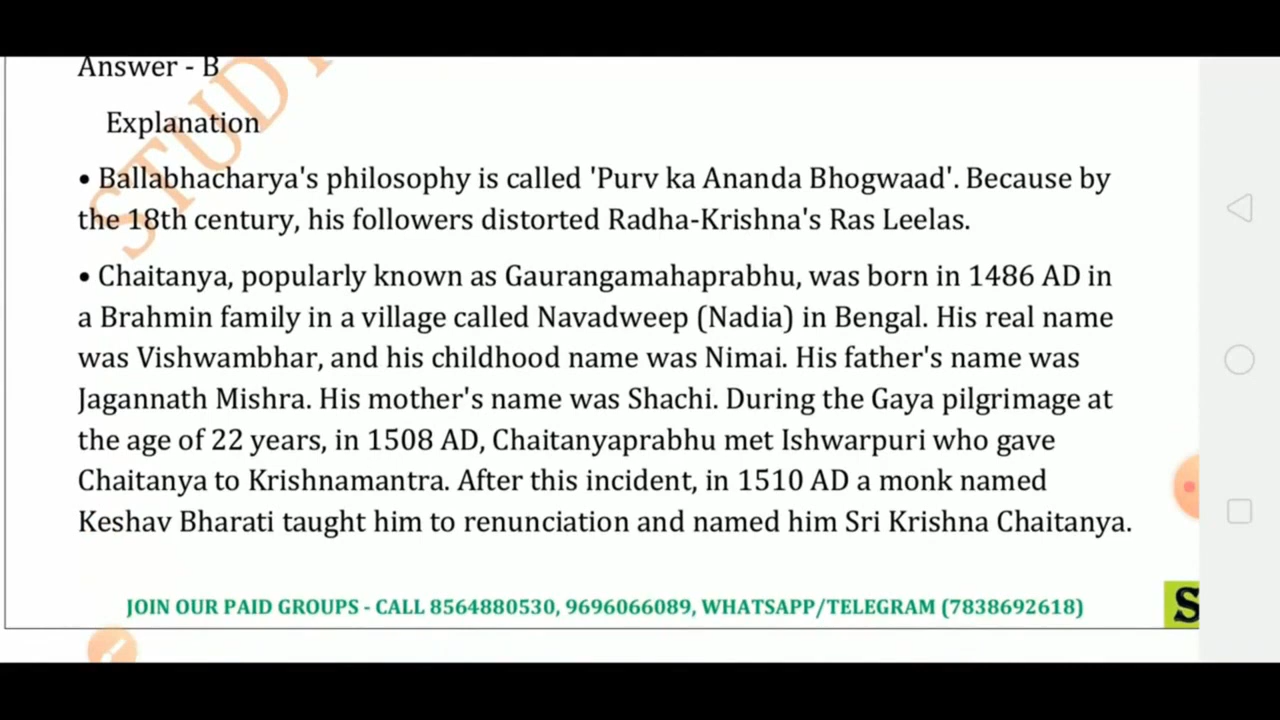 Answer - B
Explanation
• Ballabhacharya's philosophy is called 'Purv ka Ananda Bhogwaad'. Because by
the 18th century, his followers distorted Radha-Krishna's Ras Leelas.
• Chaitanya, popularly known as Gaurangamahaprabhu, was born in 1486 AD in
a Brahmin family in a village called Navadweep (Nadia) in Bengal. His real name
was Vishwambhar, and his childhood name was Nimai. His father's name was
Jagannath Mishra. His mother's name was Shachi. During the Gaya pilgrimage at
the age of 22 years, in 1508 AD, Chaitanyaprabhu met Ishwarpuri who gave
Chaitanya to Krishnamantra. After this incident, in 1510 AD a monk named
Keshav Bharati taught him to renunciation and named him Sri Krishna Chaitanya.
JOIN OUR PAID GROUPS - CALL 8564880530, 9696066089, WHATSAPP/TELEGRAM (7838692618)
S